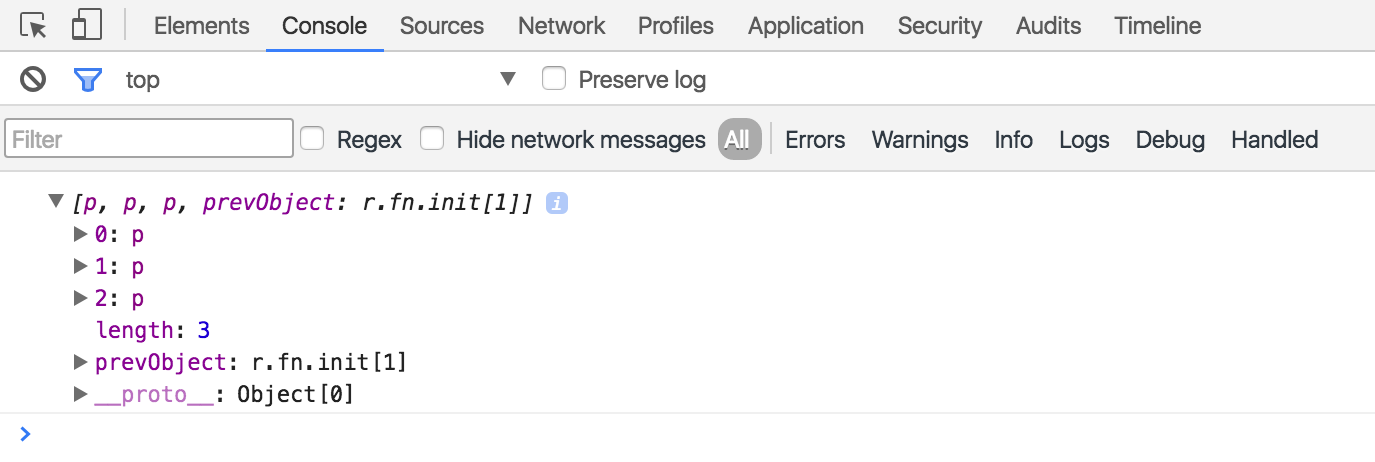 Elements Console Sources Network Profiles Application Security Audits Timeline
top Preserve log
Filter Regex Hide network messages All Errors Warnings Info Logs Debug Handled
[p, p, p, prevObject: r.fn.init[1]] i
0: p
1: p
2: p
length: 3
prevObject: r.fn.init[1]
__proto__: Object[0]